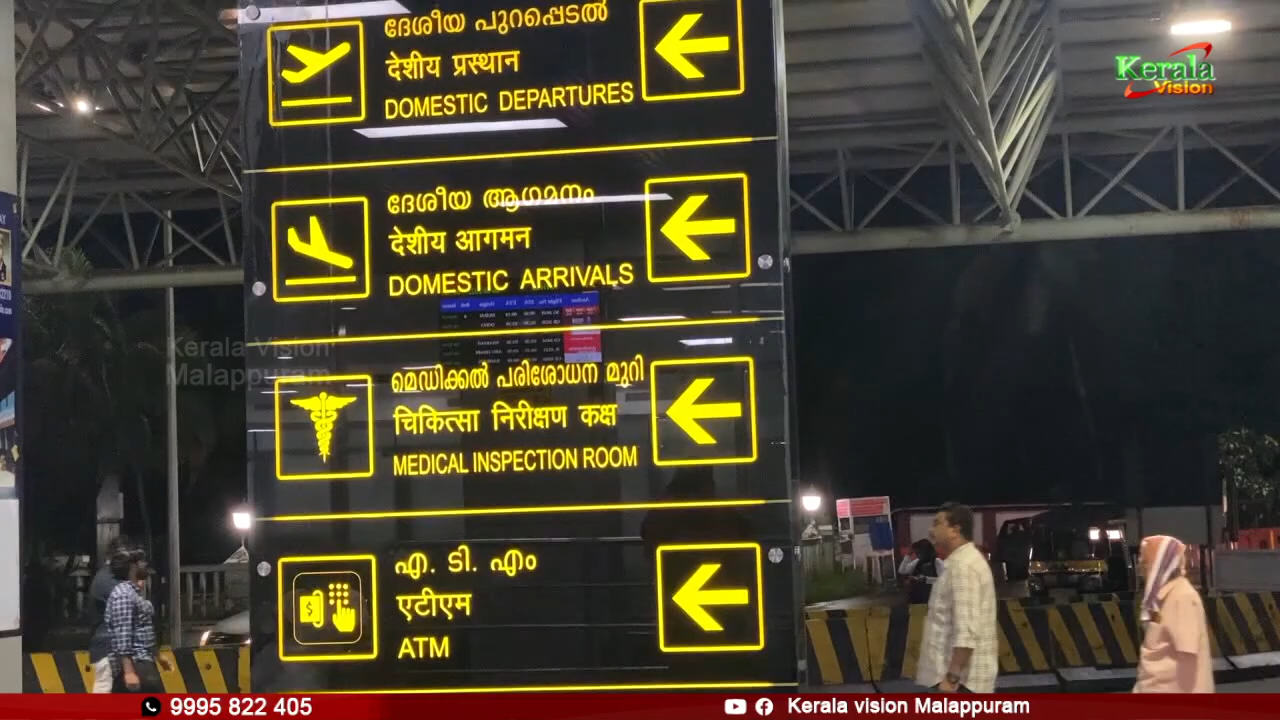 ദേശീയ പുറപ്പെടൽ
देशीय प्रस्थान
DOMESTIC DEPARTURES
Kerala
Vision
ദേശീയ ആഗമനം
देशीय आगमन
DOMESTIC ARRIVALS
Kerala Vision
Malappuram
മെഡിക്കൽ പരിശോധന മുറി
चिकित्सा निरीक्षण कक्ष
MEDICAL INSPECTION ROOM
എ. ടി. എം
एटीएम
ATM
9995 822 405
Kerala vision Malappuram